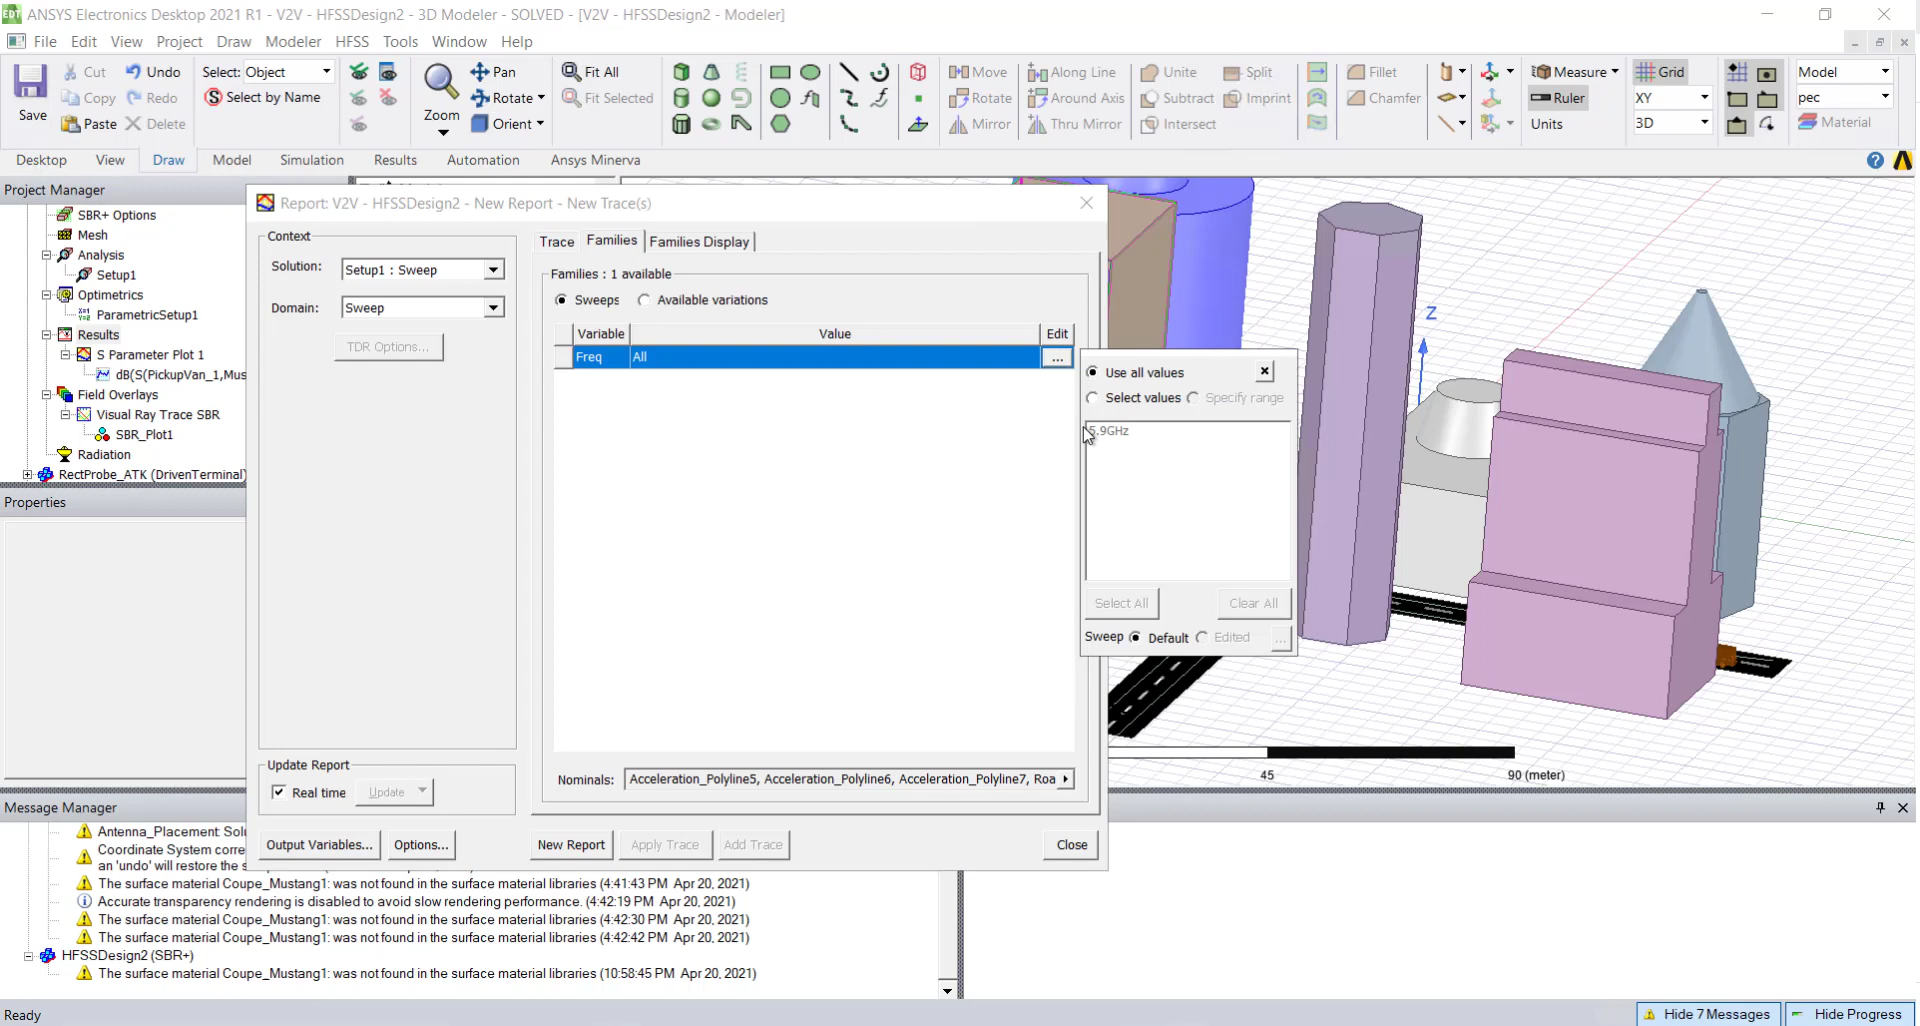 ANSYS Electronics Desktop 2021 R1 - V2V - HFSSDesign2 - 3D Modeler - SOLVED - [V2V - HFSSDesign2 - Modeler]
File Edit View Project Draw Modeler HFSS Tools Window Help
Save
Cut
Copy
Paste
Undo
Redo
Delete
Select: Object
Select by Name
Zoom
Pan
Rotate
Orient
Fit All
Fit Selected
Move
Rotate
Mirror
Along Line
Around Axis
Thru Mirror
Unite
Subtract
Intersect
Split
Imprint
Fillet
Chamfer
Measure
Ruler
Units
Grid
XY
3D
Model
pec
Material
Desktop View Draw Model Simulation Results Automation Ansys Minerva
Project Manager
SBR+ Options
Mesh
Analysis
Setup1
Optimetrics
ParametricSetup1
Results
S Parameter Plot 1
dB(S(PickupVan_1,Mus
Field Overlays
Visual Ray Trace SBR
SBR_Plot1
Radiation
RectProbe_ATK (DrivenTerminal)
Properties
Report: V2V - HFSSDesign2 - New Report - New Trace(s)
Context
Solution: Setup1 : Sweep
Domain: Sweep
TDR Options...
Update Report
Real time
Update
Output Variables...
Options...
Trace Families Families Display
Families : 1 available
Sweeps Available variations
Variable Value Edit
Freq All ...
Nominals: Acceleration_Polyline5, Acceleration_Polyline6, Acceleration_Polyline7, Roa
New Report Apply Trace Add Trace Close
Use all values
Select values Specify range
5.9GHz
Select All Clear All
Sweep Default Edited ...
Z
45 90 (meter)
Message Manager
Antenna_Placement: Solu
Coordinate System corre
an 'undo' will restore the s
The surface material Coupe_Mustang1: was not found in the surface material libraries (4:41:43 PM Apr 20, 2021)
Accurate transparency rendering is disabled to avoid slow rendering performance. (4:42:19 PM Apr 20, 2021)
The surface material Coupe_Mustang1: was not found in the surface material libraries (4:42:30 PM Apr 20, 2021)
The surface material Coupe_Mustang1: was not found in the surface material libraries (4:42:42 PM Apr 20, 2021)
HFSSDesign2 (SBR+)
The surface material Coupe_Mustang1: was not found in the surface material libraries (10:58:45 PM Apr 20, 2021)
Ready
Hide 7 Messages
Hide Progress